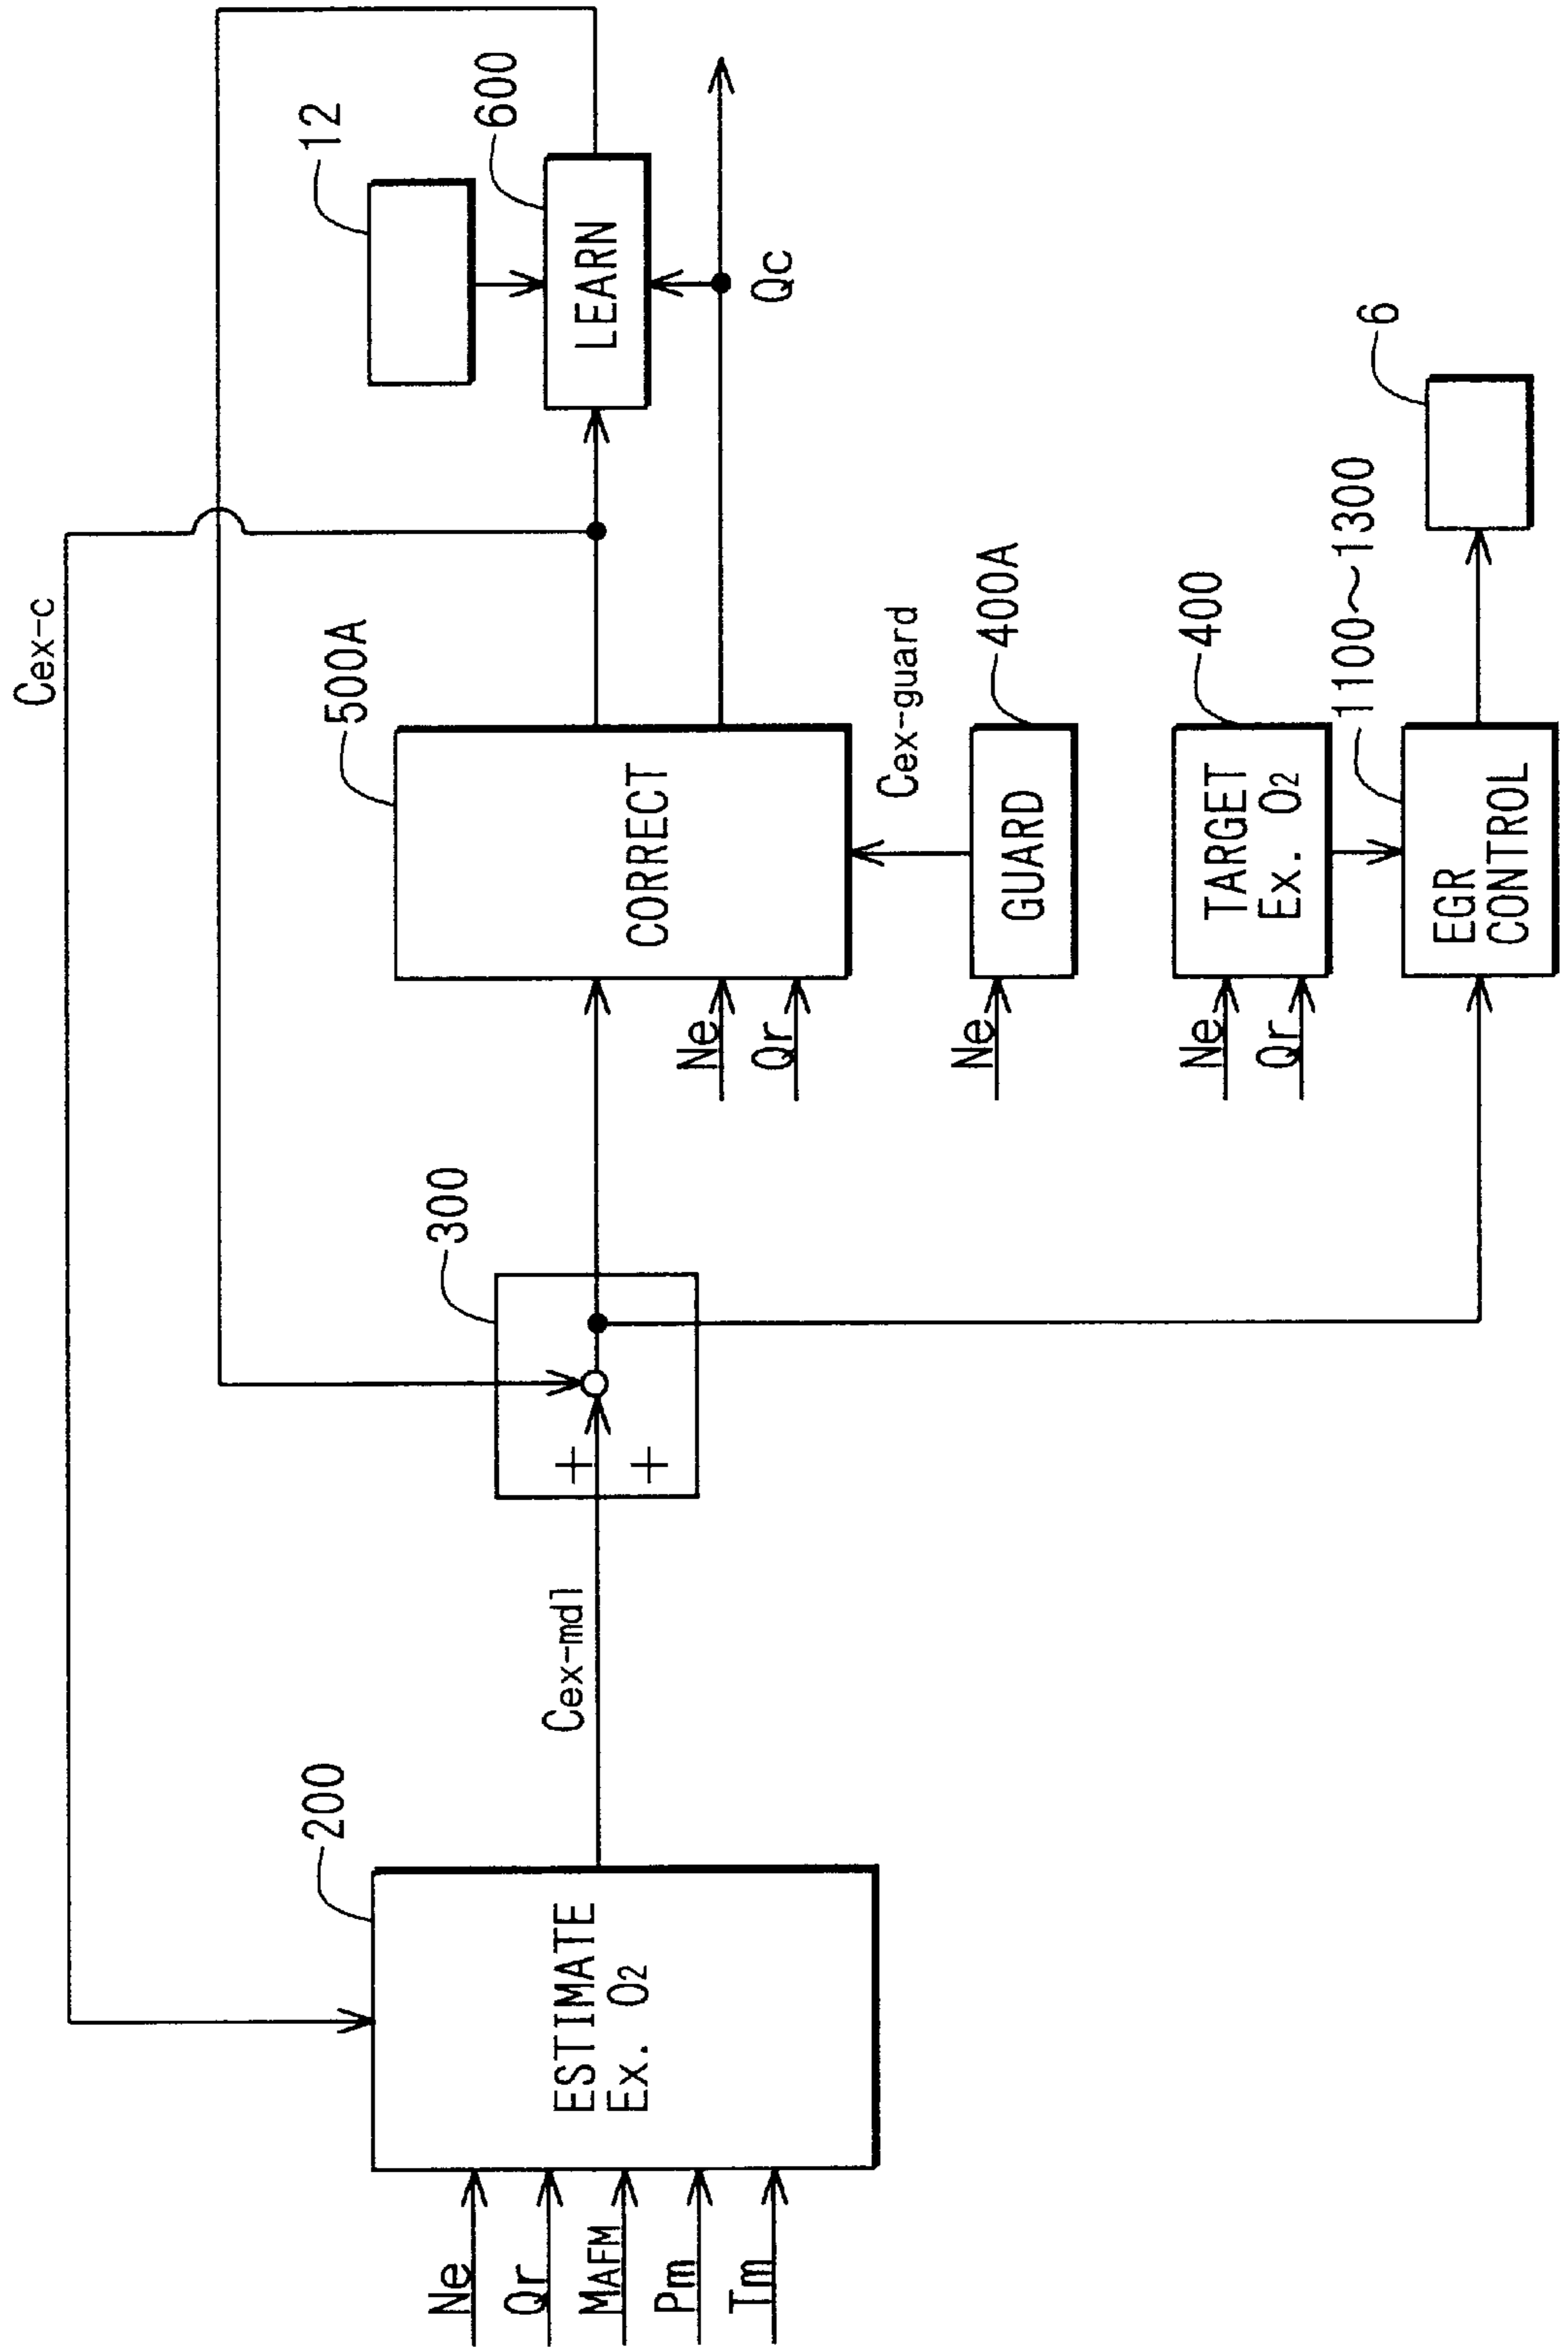 Cex-c
12
600
LEARN
Qc
500A
CORRECT
Ne
Qr
Cex-guard
400A
GUARD
Ne
300
+
+
Cex-mdl
200
ESTIMATE
Ex. O2
Ne
Qr
MAFM
Pm
Tm
400
TARGET
Ex. O2
Ne
Qr
1100~1300
EGR
CONTROL
6